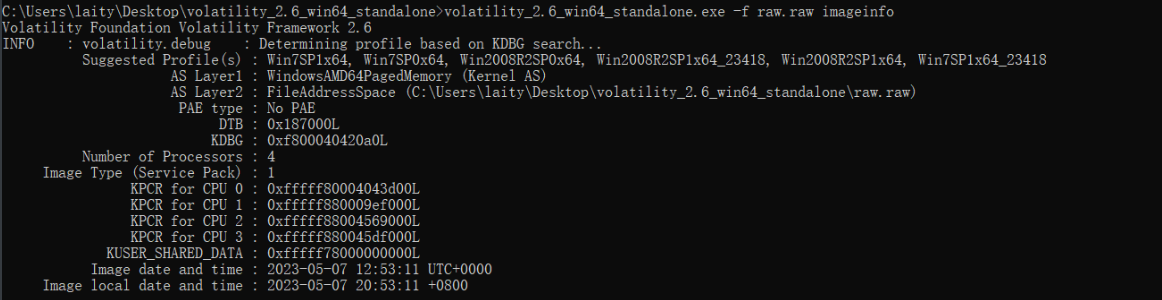 C:\Users\laity\Desktop\volatility_2.6_win64_standalone>volatility_2.6_win64_standalone.exe -f raw.raw imageinfo
Volatility Foundation Volatility Framework 2.6
INFO    : volatility.debug    : Determining profile based on KDBG search...
Suggested Profile(s) : Win7SP1x64, Win7SP0x64, Win2008R2SP0x64, Win2008R2SP1x64_23418, Win2008R2SP1x64, Win7SP1x64_23418
AS Layer1 : WindowsAMD64PagedMemory (Kernel AS)
AS Layer2 : FileAddressSpace (C:\Users\laity\Desktop\volatility_2.6_win64_standalone\raw.raw)
PAE type : No PAE
DTB : 0x187000L
KDBG : 0xf800040420a0L
Number of Processors : 4
Image Type (Service Pack) : 1
KPCR for CPU 0 : 0xfffff80004043d00L
KPCR for CPU 1 : 0xfffff880009ef000L
KPCR for CPU 2 : 0xfffff88004569000L
KPCR for CPU 3 : 0xfffff880045df000L
KUSER_SHARED_DATA : 0xfffff78000000000L
Image date and time : 2023-05-07 12:53:11 UTC+0000
Image local date and time : 2023-05-07 20:53:11 +0800